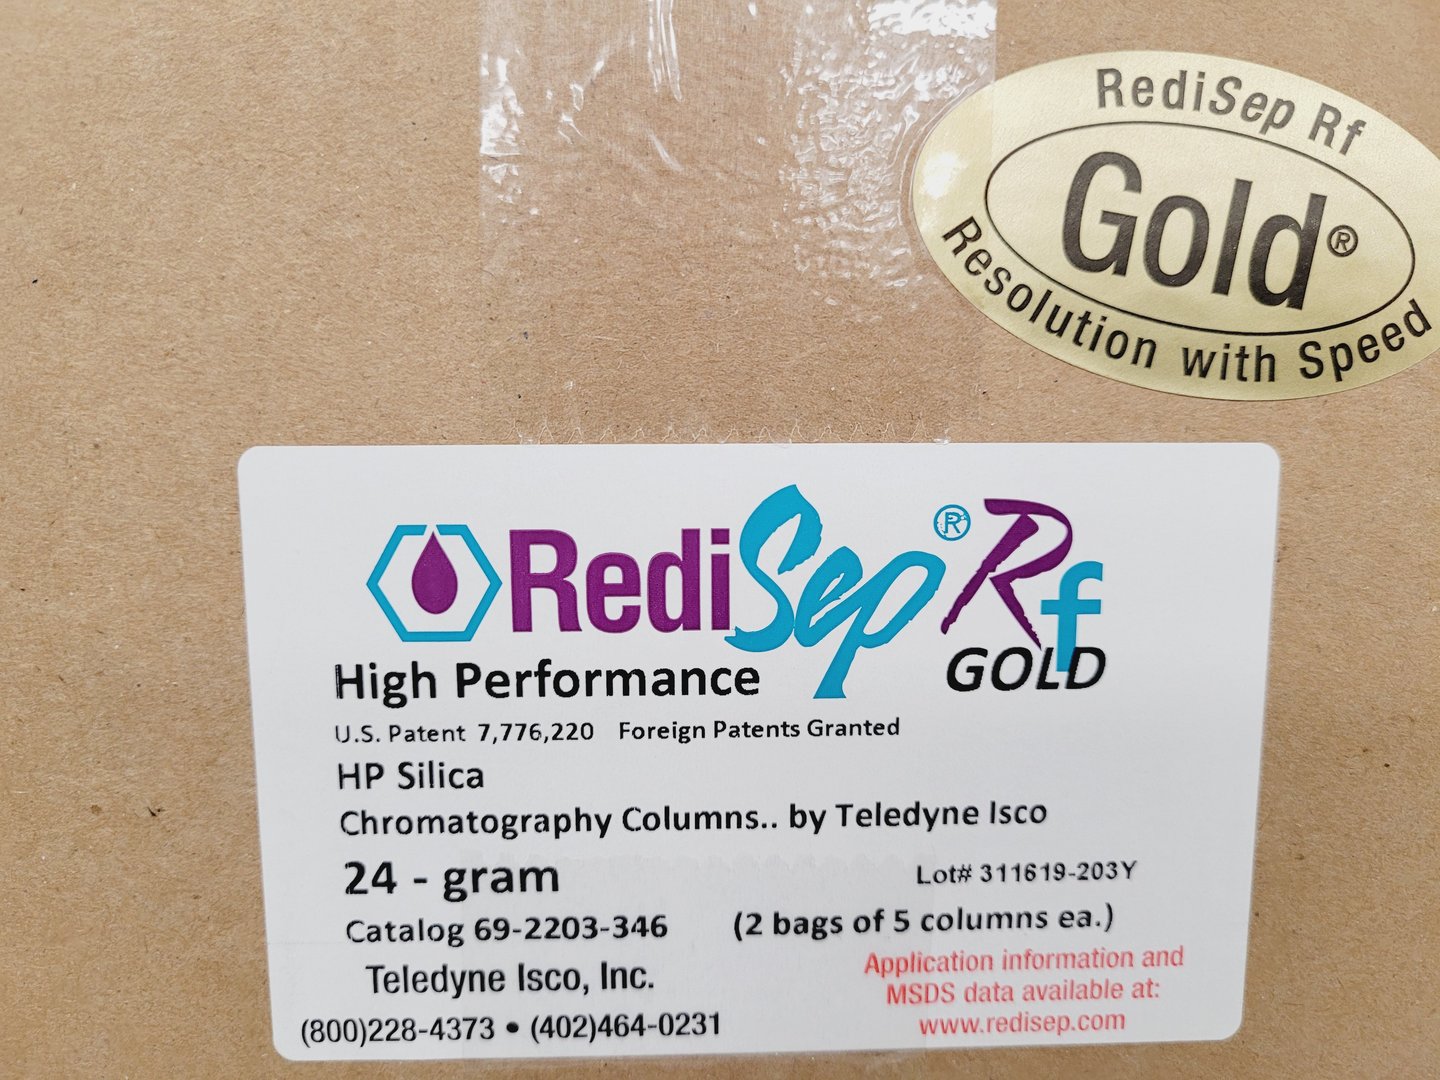 RediSep Rf
Gold®
Resolution with Speed
RediSep® Rf
GOLD
High Performance
U.S. Patent 7,776,220 Foreign Patents Granted
HP Silica
Chromatography Columns.. by Teledyne Isco
24 - gram
Lot# 311619-203Y
Catalog 69-2203-346 (2 bags of 5 columns ea.)
Teledyne Isco, Inc.
(800)228-4373 • (402)464-0231
Application information and
MSDS data available at:
www.redisep.com